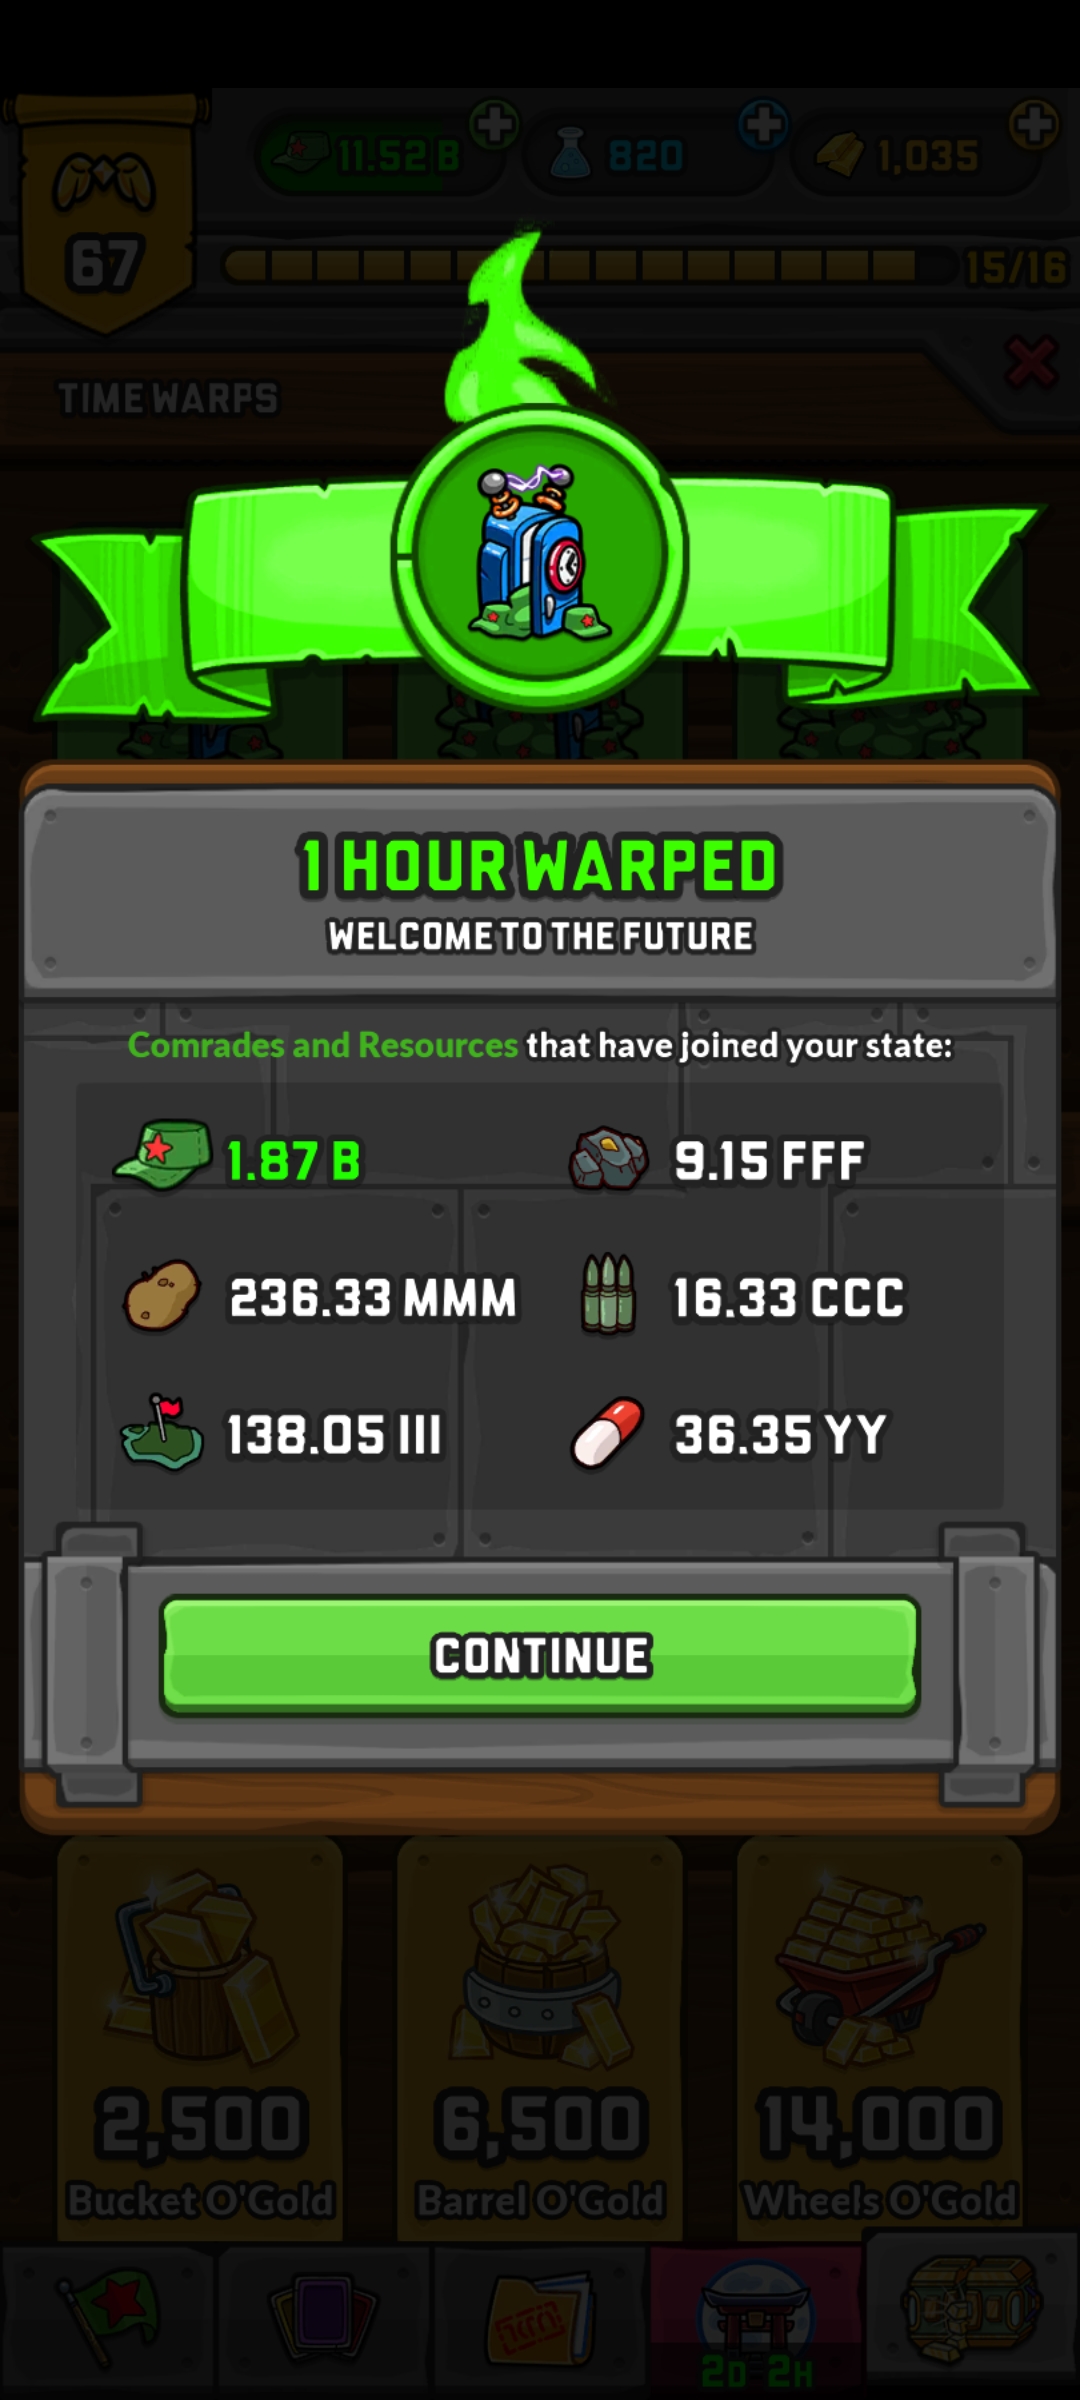 11.52 B
820
1,035
67
15/16
TIME WARPS
1 HOUR WARPED
WELCOME TO THE FUTURE
Comrades and Resources that have joined your state:
1.87 B
9.15 FFF
236.33 MMM
16.33 CCC
138.05 III
36.35 YY
CONTINUE
2,500
6,500
14,000
Bucket O'Gold
Barrel O'Gold
Wheels O'Gold
2D 2H